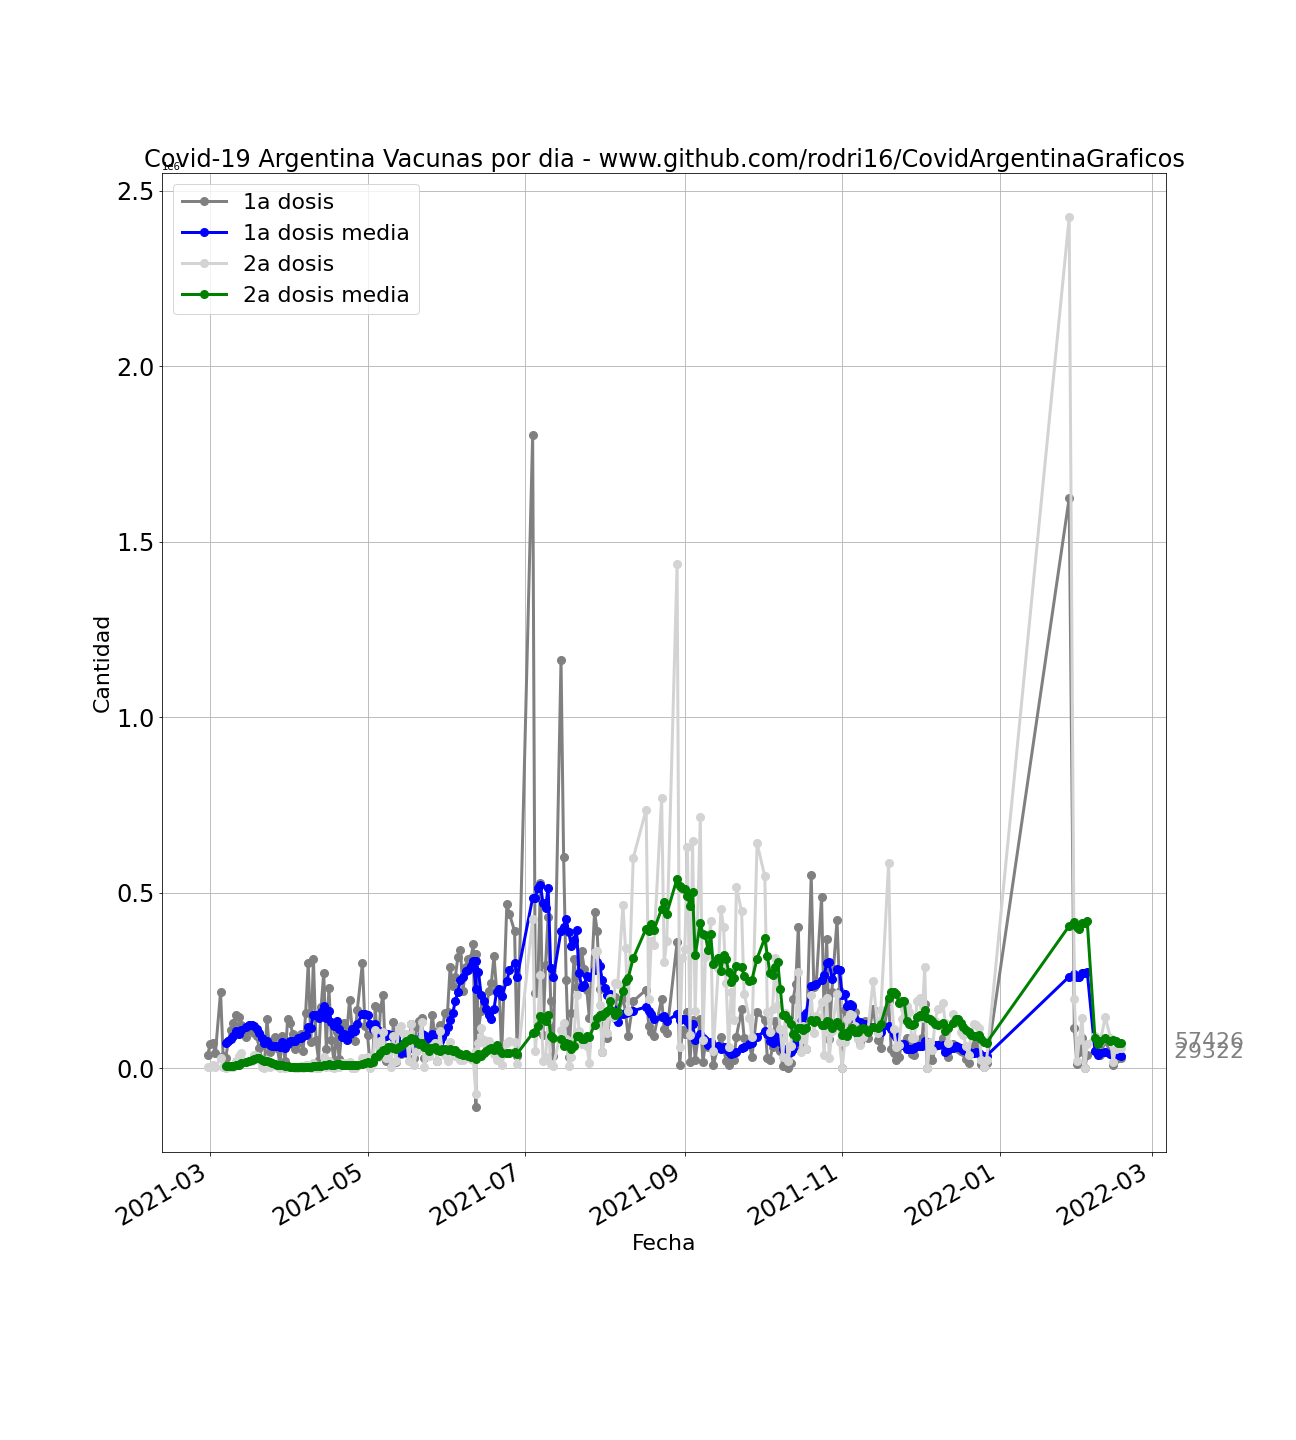 Covid-19 Argentina Vacunas por dia - www.github.com/rodri16/CovidArgentinaGraficos
1e6
1a dosis
1a dosis media
2a dosis
2a dosis media
2.5
2.0
1.5
1.0
0.5
0.0
Cantidad
57426
29322
2021-03
2021-05
2021-07
2021-09
2021-11
2022-01
2022-03
Fecha